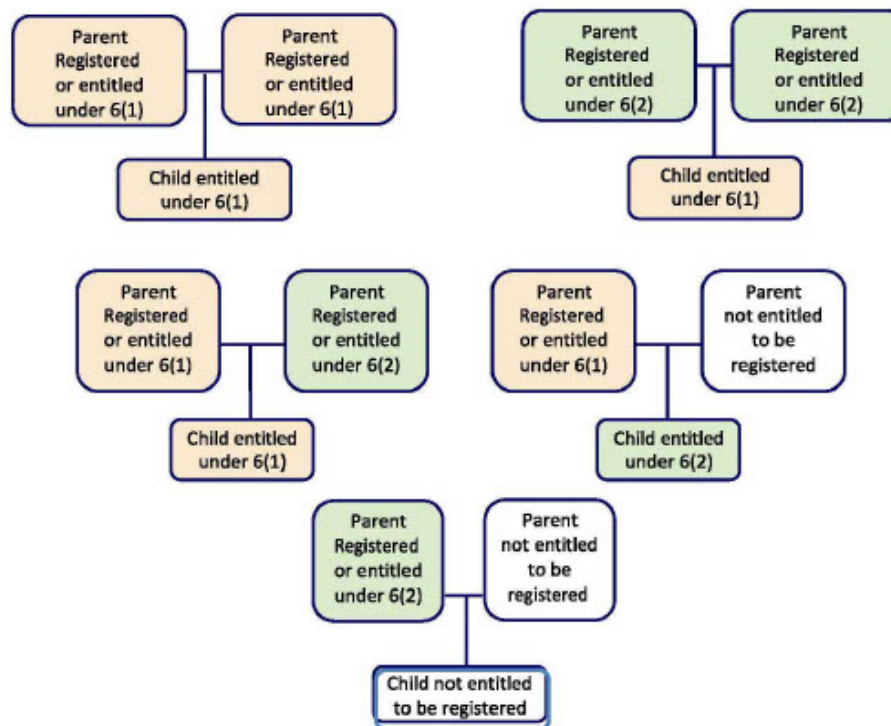 Parent
Registered
or entitled
under 6(1)
Parent
Registered
or entitled
under 6(1)
Child entitled
under 6(1)
Parent
Registered
or entitled
under 6(2)
Parent
Registered
or entitled
under 6(2)
Child entitled
under 6(1)
Parent
Registered
or entitled
under 6(1)
Parent
Registered
or entitled
under 6(2)
Child entitled
under 6(1)
Parent
Registered
or entitled
under 6(1)
Parent
not entitled
to be
registered
Child entitled
under 6(2)
Parent
Registered
or entitled
under 6(2)
Parent
not entitled
to be
registered
Child not entitled
to be registered